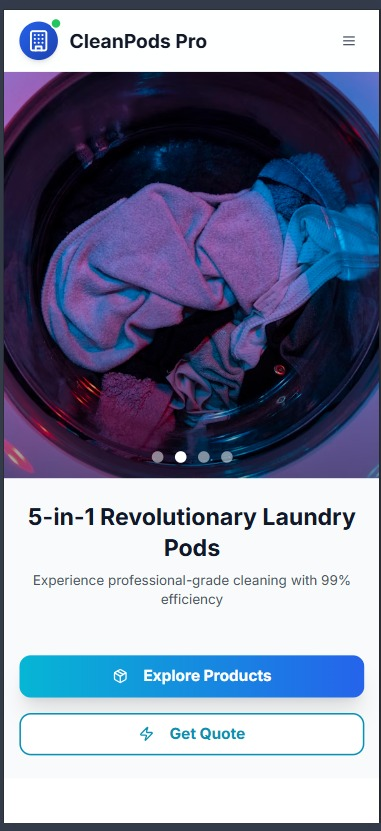 CleanPods Pro
5-in-1 Revolutionary Laundry
Pods
Experience professional-grade cleaning with 99%
efficiency
Explore Products
Get Quote